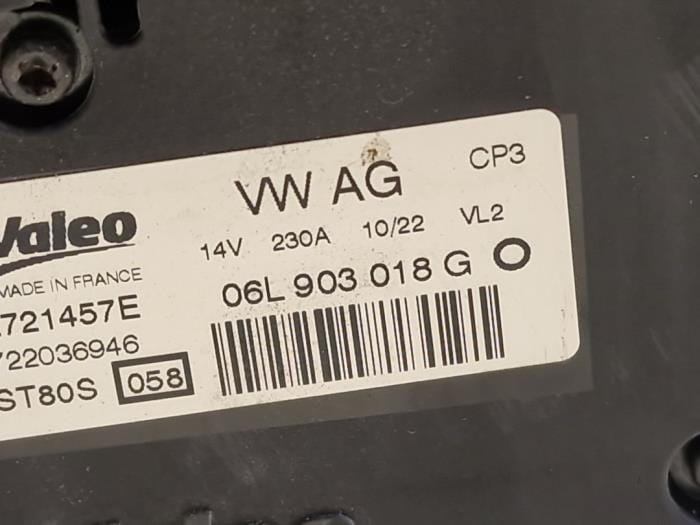 Valeo
MADE IN FRANCE
721457E
722036946
ST80S 058
VW AG CP3
14V 230A 10/22 VL2
06L 903 018 G O